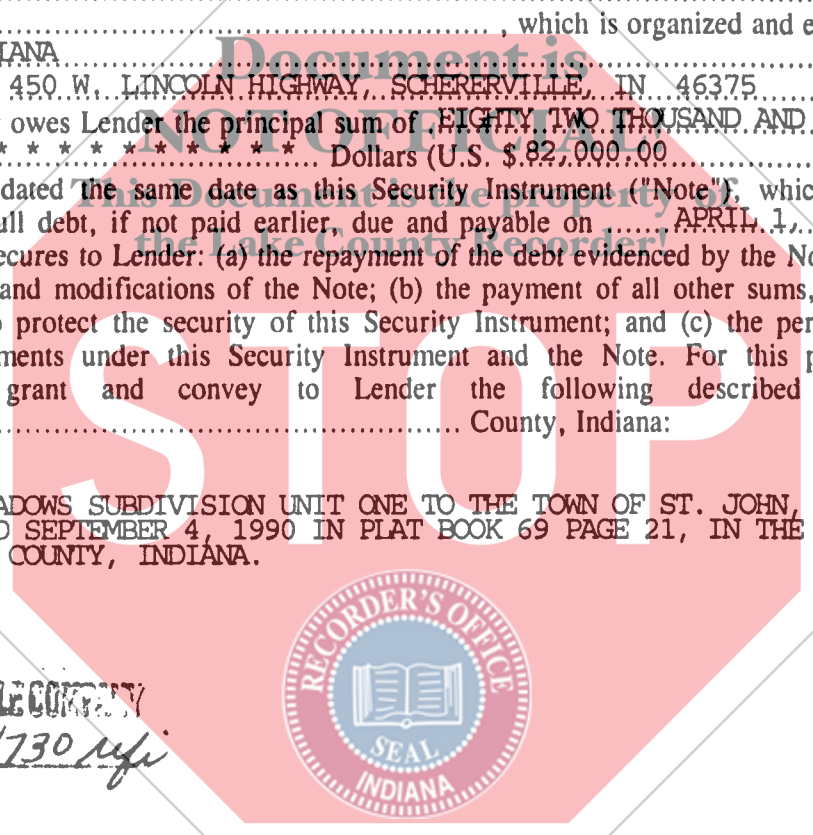 , which is organized and e
IANA
450 W. LINCOLN HIGHWAY, SCHERERVILLE, IN 46375
owes Lender the principal sum of EIGHTY TWO THOUSAND AND
* * * * * * * * * * * Dollars (U.S. $ 82,000.00
dated the same date as this Security Instrument ("Note"), whic
ull debt, if not paid earlier, due and payable on APRIL 1,
ecures to Lender: (a) the repayment of the debt evidenced by the No
and modifications of the Note; (b) the payment of all other sums,
o protect the security of this Security Instrument; and (c) the per
ments under this Security Instrument and the Note. For this p
grant and convey to Lender the following described
County, Indiana:
ADOWS SUBDIVISION UNIT ONE TO THE TOWN OF ST. JOHN,
D SEPTEMBER 4, 1990 IN PLAT BOOK 69 PAGE 21, IN THE
COUNTY, INDIANA.
LE COMPANY
730
Document is
NOT OFFICIAL
This Document is the property of
the Lake County Recorder!
STOP
RECORDER'S OFFICE
SEAL
INDIANA